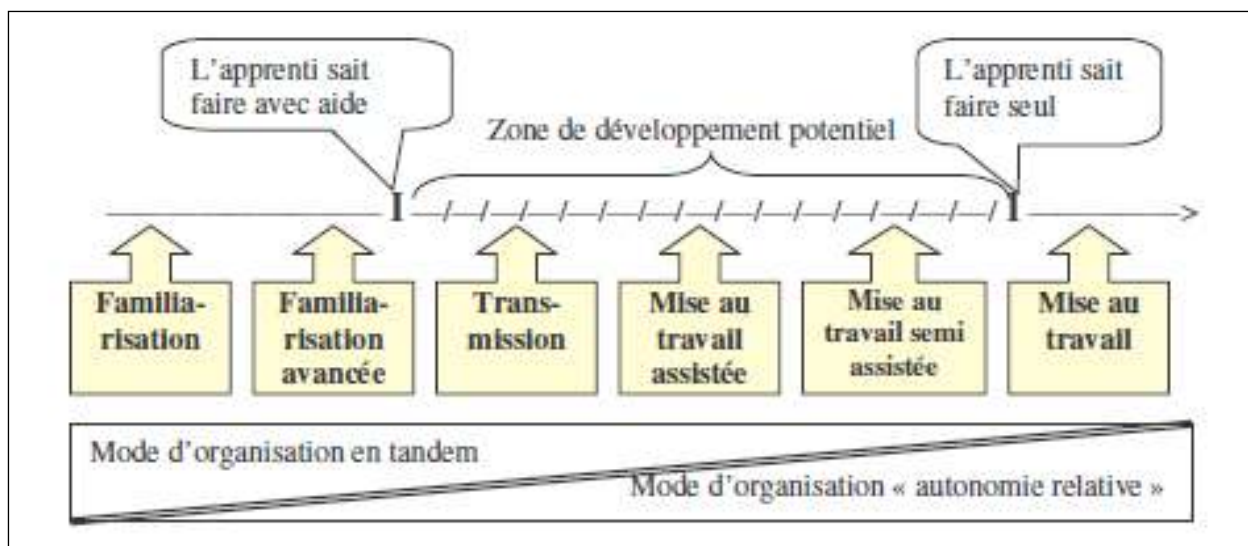 L'apprenti sait
faire avec aide
L'apprenti sait
faire seul
Zone de développement potentiel
I
I
Familia-
risation
Familia-
risation
avancée
Trans-
mission
Mise au
travail
assistée
Mise au
travail semi
assistée
Mise au
travail
Mode d'organisation en tandem
Mode d'organisation « autonomie relative »